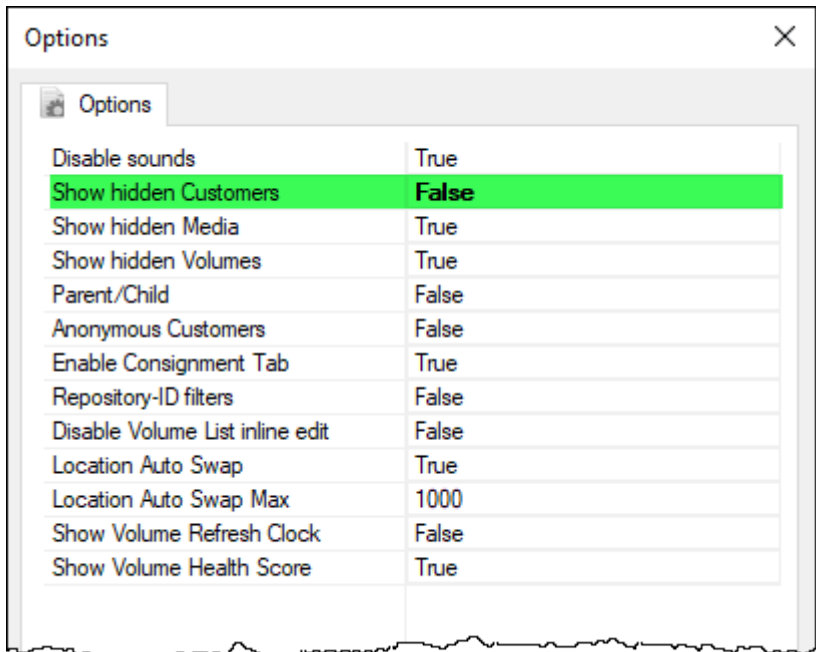 Options
Options
Disable sounds True
Show hidden Customers False
Show hidden Media True
Show hidden Volumes True
Parent/Child False
Anonymous Customers False
Enable Consignment Tab True
Repository-ID filters False
Disable Volume List inline edit False
Location Auto Swap True
Location Auto Swap Max 1000
Show Volume Refresh Clock False
Show Volume Health Score True